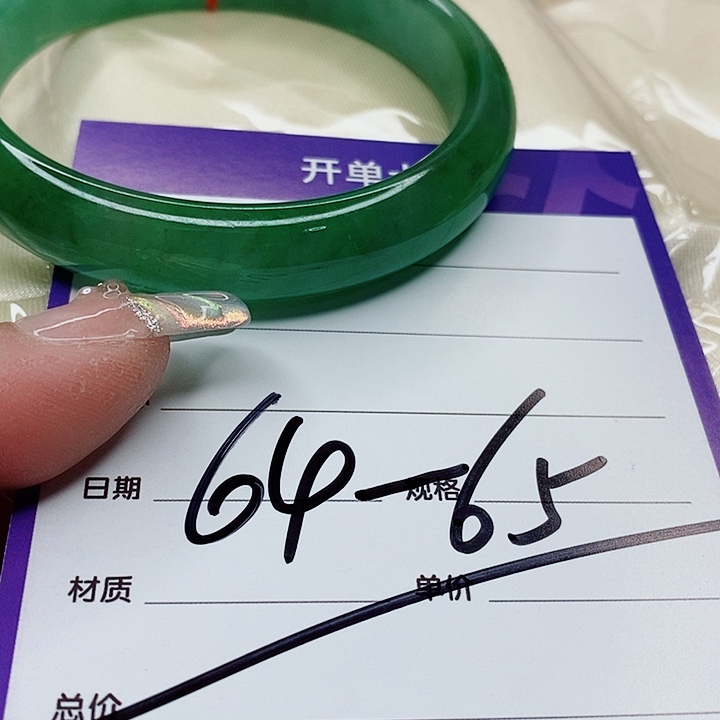 开单
64-65
日期 规格
材质 单价
总价